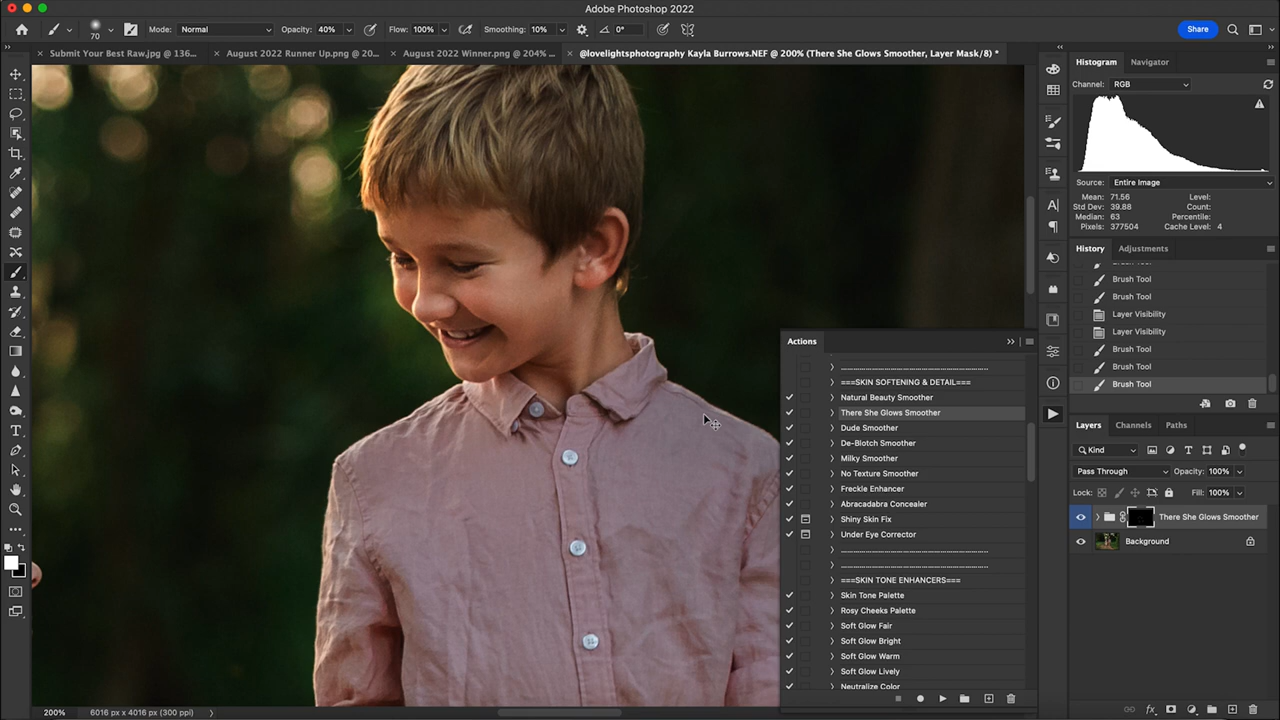 Adobe Photoshop 2022
70 Mode: Normal Opacity: 40% Flow: 100% Smoothing: 10% 0° Share
Submit Your Best Raw.jpg @ 136... August 2022 Runner Up.png @ 20... August 2022 Winner.png @ 204% ... @lovelightsphotography Kayla Burrows.NEF @ 200% (There She Glows Smoother, Layer Mask/8) *
Histogram Navigator
Channel: RGB
Source: Entire Image
Mean: 71.56 Level:
Std Dev: 39.88 Count:
Median: 63 Percentile:
Pixels: 377504 Cache Level: 4
History Adjustments
Brush Tool
Brush Tool
Layer Visibility
Layer Visibility
Brush Tool
Brush Tool
Brush Tool
Layers Channels Paths
Kind
Pass Through Opacity: 100%
Lock: Fill: 100%
There She Glows Smoother
Background
Actions
===SKIN SOFTENING & DETAIL===
Natural Beauty Smoother
There She Glows Smoother
Dude Smoother
De-Blotch Smoother
Milky Smoother
No Texture Smoother
Freckle Enhancer
Abracadabra Concealer
Shiny Skin Fix
Under Eye Corrector
===SKIN TONE ENHANCERS===
Skin Tone Palette
Rosy Cheeks Palette
Soft Glow Fair
Soft Glow Bright
Soft Glow Warm
Soft Glow Lively
Neutralize Color
200% 6016 px x 4016 px (300 ppi)